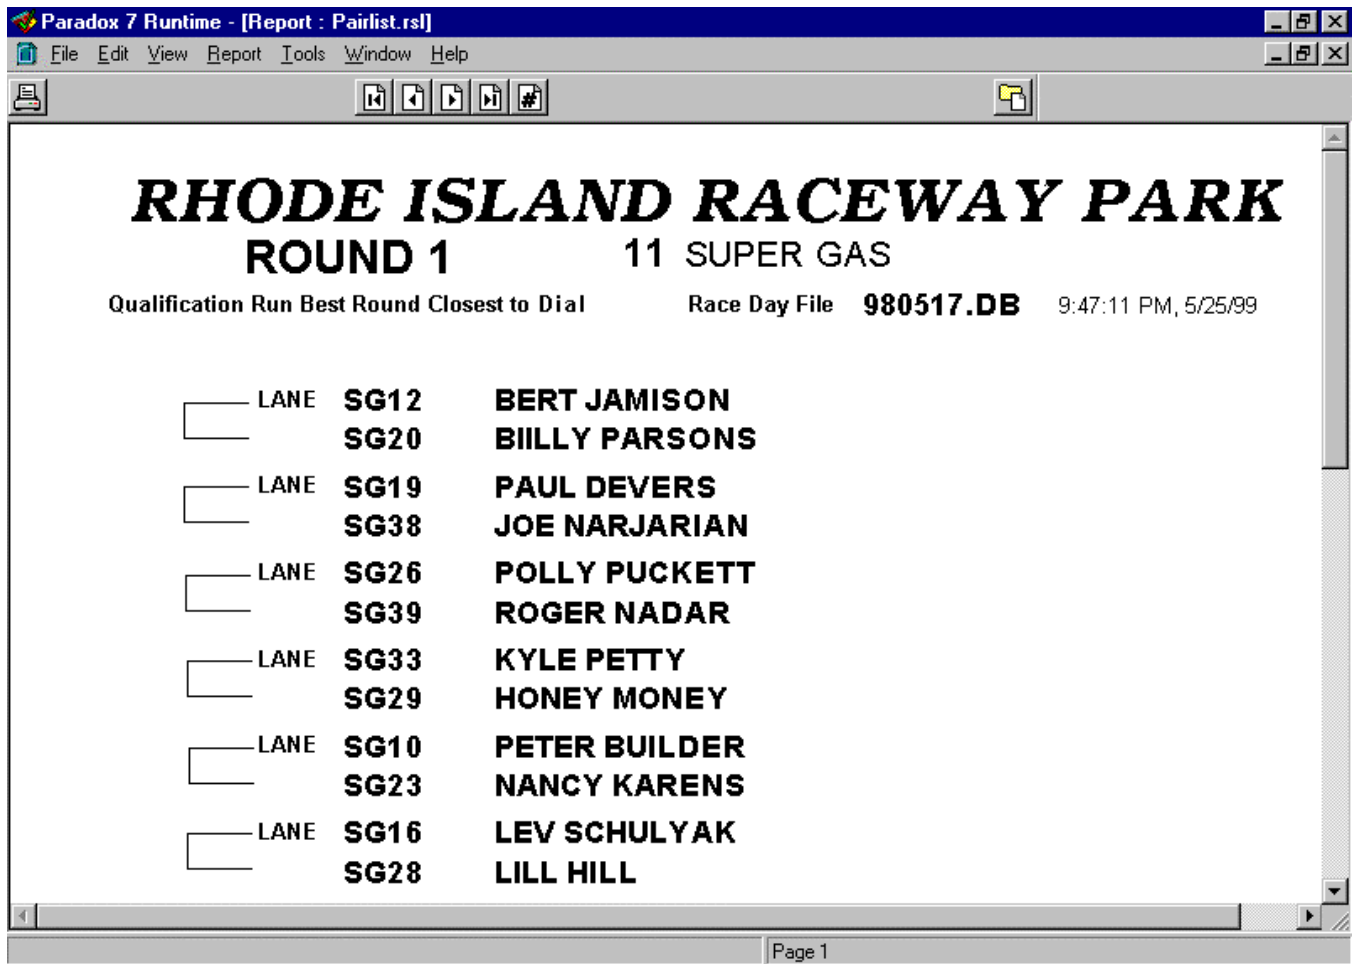 Paradox 7 Runtime - [Report : Pairlist.rsl]
File Edit View Report Tools Window Help
RHODE ISLAND RACEWAY PARK
ROUND 1 11 SUPER GAS
Qualification Run Best Round Closest to Dial Race Day File 980517.DB 9:47:11 PM, 5/25/99
LANE SG12 BERT JAMISON
SG20 BIILLY PARSONS
LANE SG19 PAUL DEVERS
SG38 JOE NARJARIAN
LANE SG26 POLLY PUCKETT
SG39 ROGER NADAR
LANE SG33 KYLE PETTY
SG29 HONEY MONEY
LANE SG10 PETER BUILDER
SG23 NANCY KARENS
LANE SG16 LEV SCHULYAK
SG28 LILL HILL
Page 1